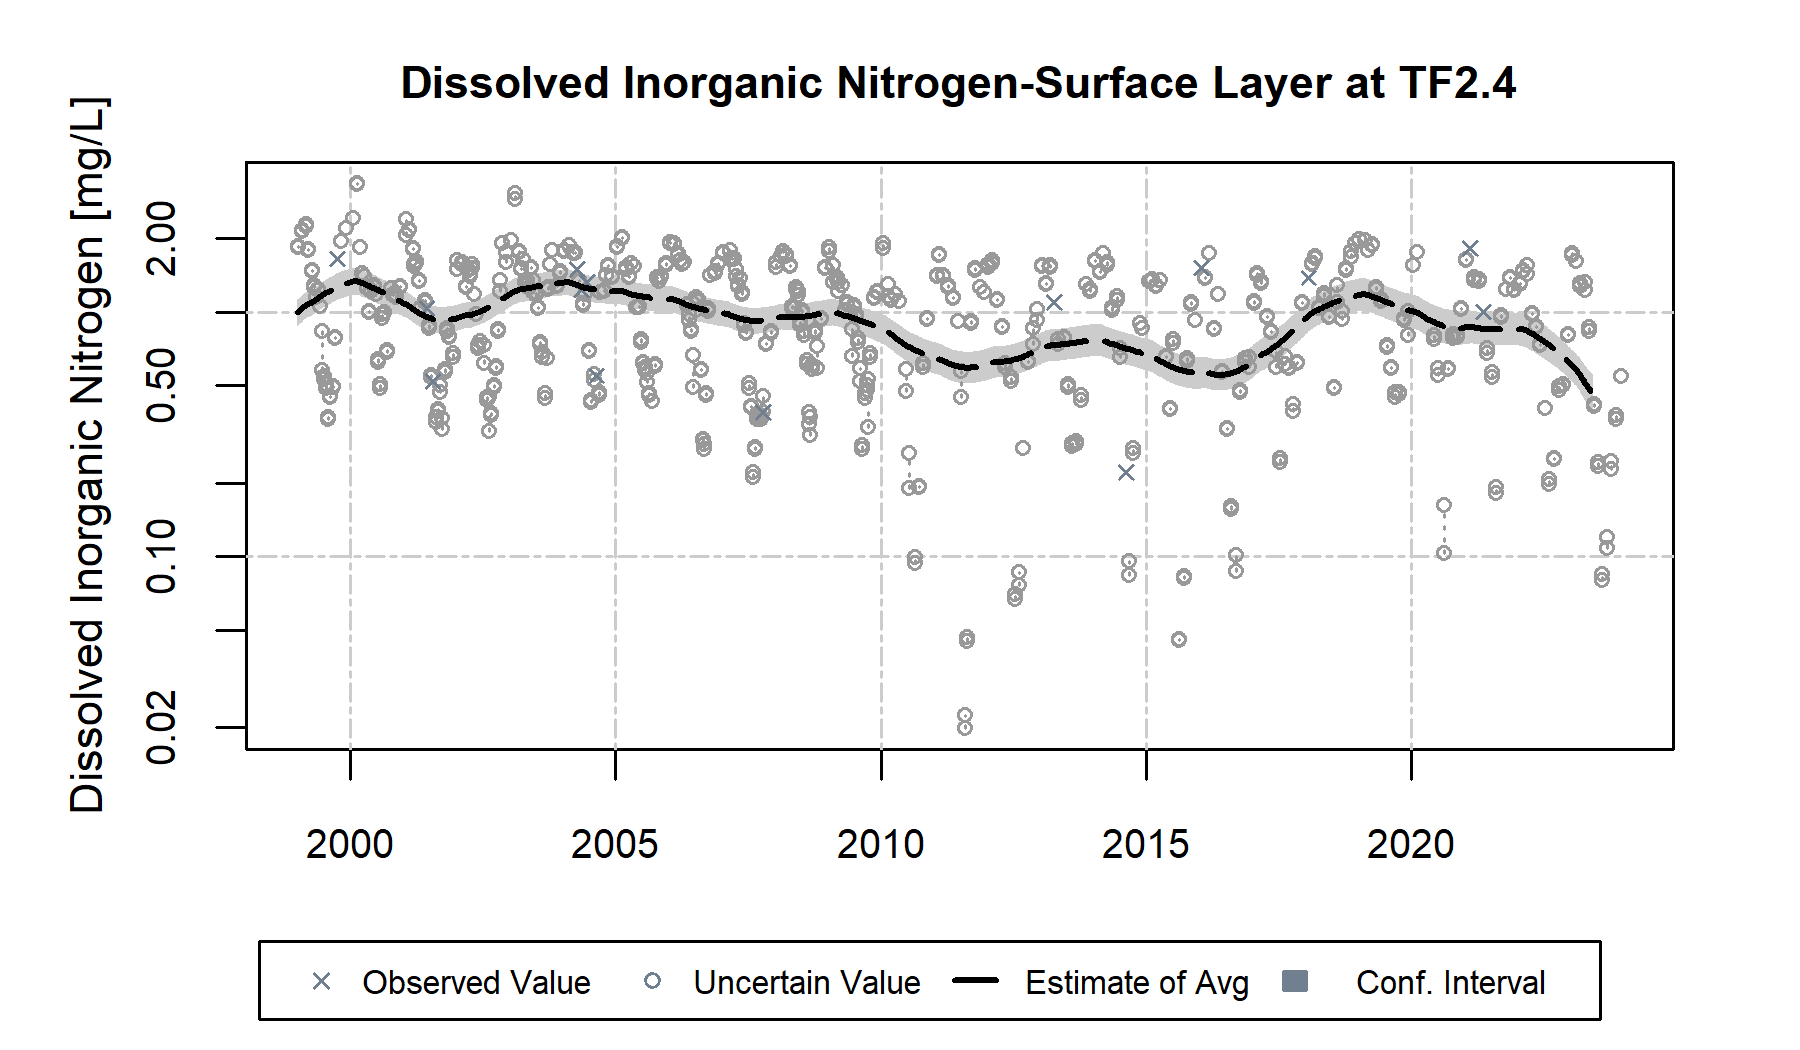 Dissolved Inorganic Nitrogen-Surface Layer at TF2.4
Dissolved Inorganic Nitrogen [mg/L]
2.00
0.50
0.10
0.02
2000 2005 2010 2015 2020
Observed Value Uncertain Value Estimate of Avg Conf. Interval